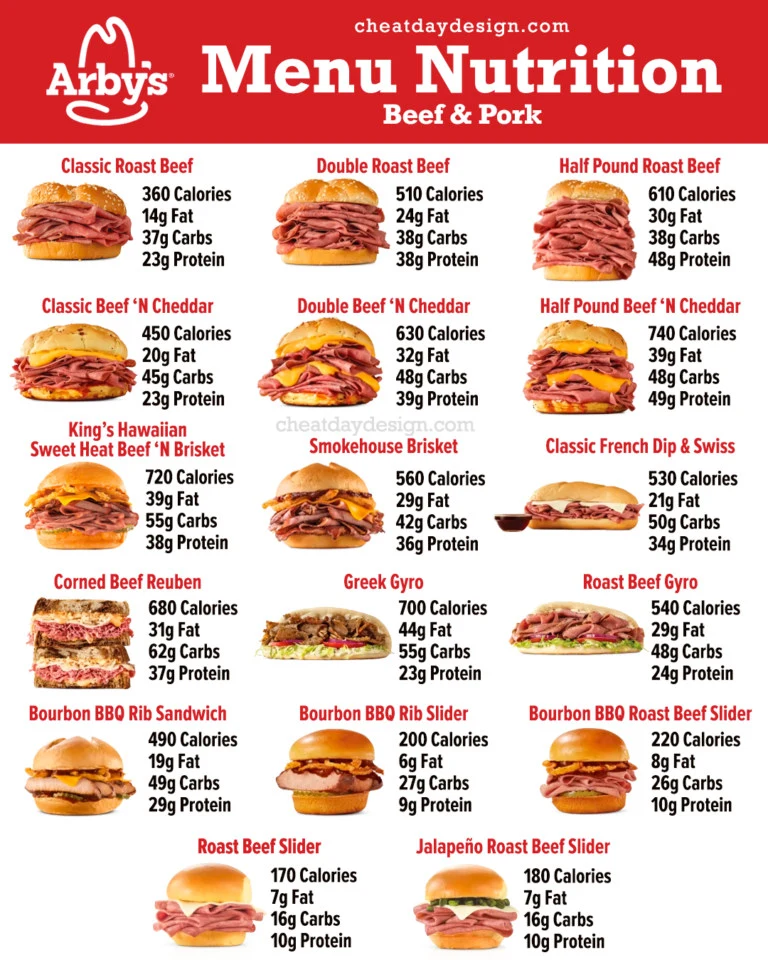 cheatdaydesign.com
Arby's®
Menu Nutrition
Beef & Pork
Classic Roast Beef
360 Calories
14g Fat
37g Carbs
23g Protein
Double Roast Beef
510 Calories
24g Fat
38g Carbs
38g Protein
Half Pound Roast Beef
610 Calories
30g Fat
38g Carbs
48g Protein
Classic Beef ‘N Cheddar
450 Calories
20g Fat
45g Carbs
23g Protein
Double Beef ‘N Cheddar
630 Calories
32g Fat
48g Carbs
39g Protein
Half Pound Beef ‘N Cheddar
740 Calories
39g Fat
48g Carbs
49g Protein
cheatdaydesign.com
King’s Hawaiian
Sweet Heat Beef ‘N Brisket
720 Calories
39g Fat
55g Carbs
38g Protein
Smokehouse Brisket
560 Calories
29g Fat
42g Carbs
36g Protein
Classic French Dip & Swiss
530 Calories
21g Fat
50g Carbs
34g Protein
Corned Beef Reuben
680 Calories
31g Fat
62g Carbs
37g Protein
Greek Gyro
700 Calories
44g Fat
55g Carbs
23g Protein
Roast Beef Gyro
540 Calories
29g Fat
48g Carbs
24g Protein
Bourbon BBQ Rib Sandwich
490 Calories
19g Fat
49g Carbs
29g Protein
Bourbon BBQ Rib Slider
200 Calories
6g Fat
27g Carbs
9g Protein
Bourbon BBQ Roast Beef Slider
220 Calories
8g Fat
26g Carbs
10g Protein
Roast Beef Slider
170 Calories
7g Fat
16g Carbs
10g Protein
Jalapeño Roast Beef Slider
180 Calories
7g Fat
16g Carbs
10g Protein